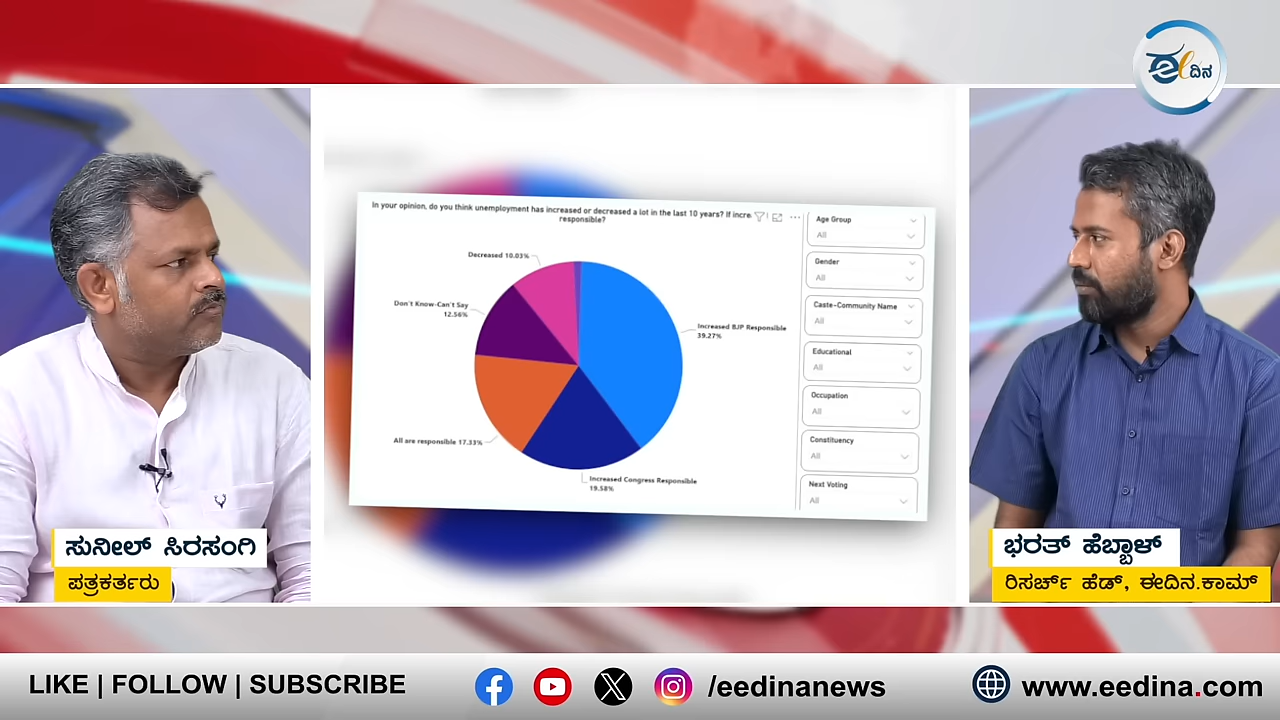 ಈದಿನ
In your opinion, do you think unemployment has increased or decreased a lot in the last 10 years? If incre
responsible?
Decreased 10.03%
Don't Know-Can't Say
12.56%
All are responsible 17.33%
Increased BJP Responsible
39.27%
Increased Congress Responsible
19.58%
Age Group
All
Gender
All
Caste-Community Name
All
Educational
All
Occupation
All
Constituency
All
Next Voting
All
ಸುನೀಲ್ ಸಿರಸಂಗಿ
ಪತ್ರಕರ್ತರು
ಭರತ್ ಹೆಬ್ಬಾಳ್
ರಿಸರ್ಚ್ ಹೆಡ್, ಈದಿನ.ಕಾಮ್
LIKE | FOLLOW | SUBSCRIBE
/eedinanews
www.eedina.com